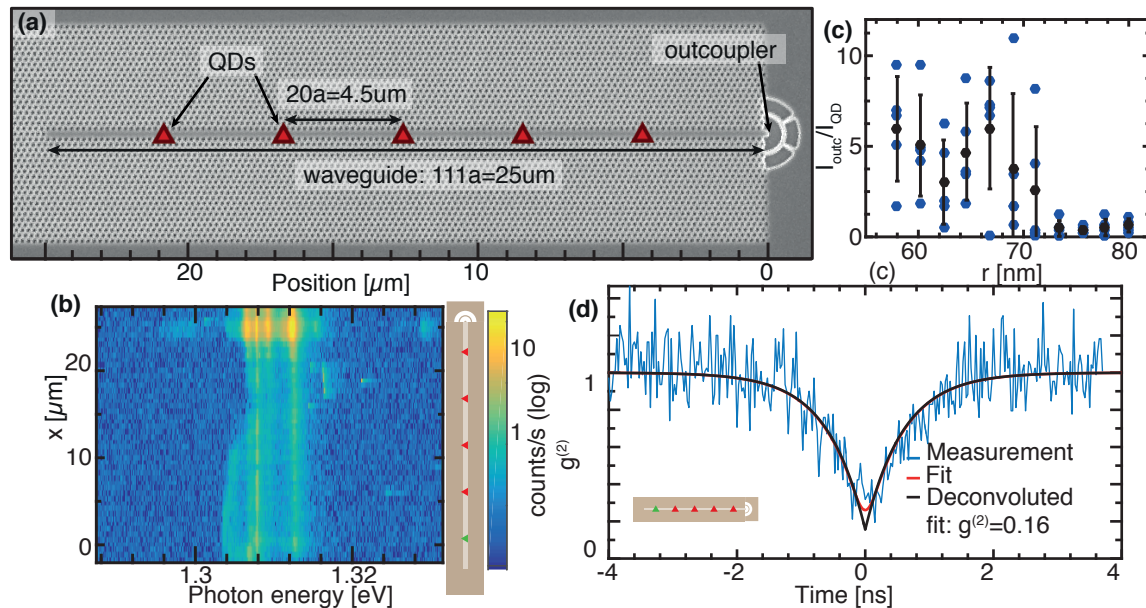 (a)
QDs
20a=4.5um
outcoupler
waveguide: 111a=25um
20
10
0
Position [µm]
(c)
10
5
0
I_outc/I_QD
60
70
80
(c)
r [nm]
(b)
20
10
0
x [µm]
1.3
1.32
Photon energy [eV]
10
1
counts/s (log)
(d)
1
0
g⁽²⁾
Measurement
Fit
Deconvoluted
fit: g⁽²⁾=0.16
-4
-2
0
2
4
Time [ns]